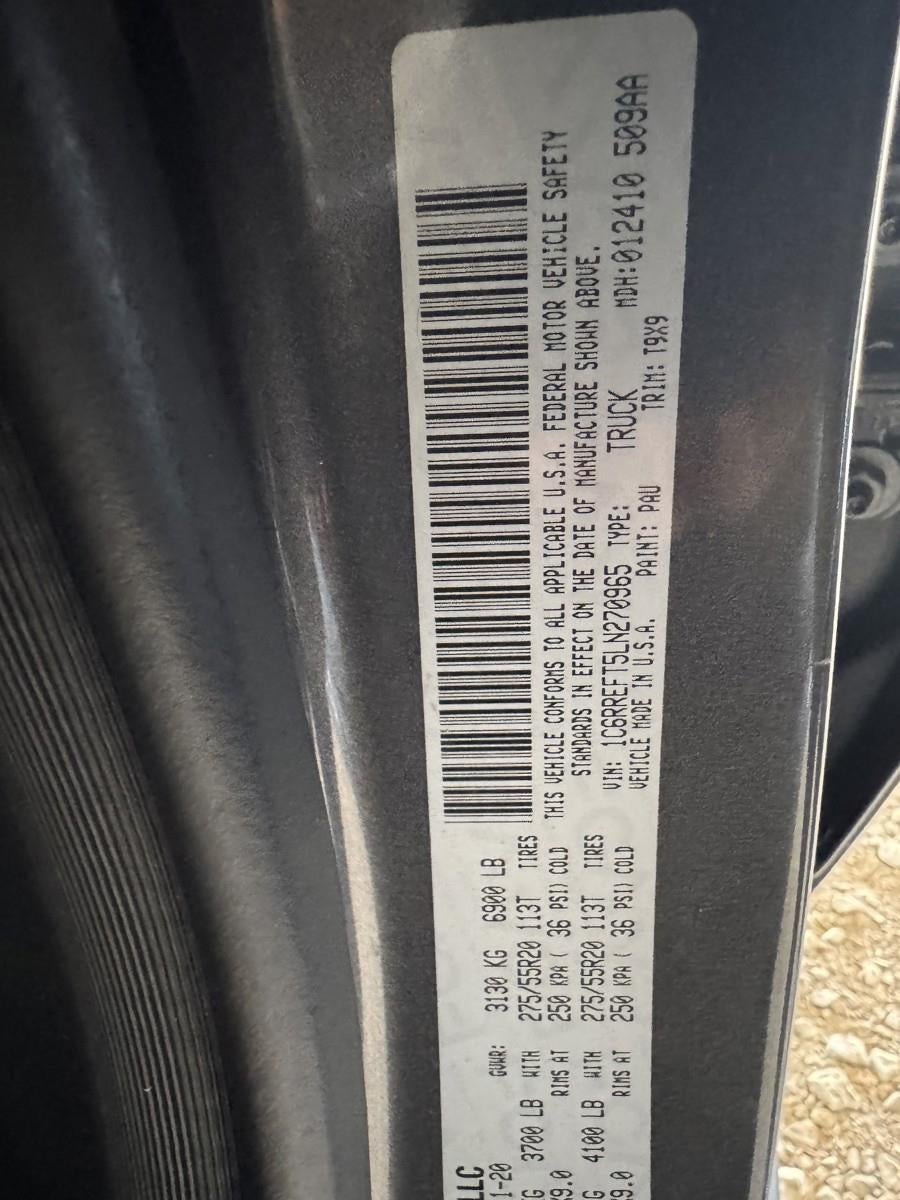 LLC
1-20 GVWR: 3130 KG 6900 LB
G 3700 LB WITH 275/55R20 113T TIRES
X9.0 RIMS AT 250 KPA ( 36 PSI) COLD
G 4100 LB WITH 275/55R20 113T TIRES
X9.0 RIMS AT 250 KPA ( 36 PSI) COLD
THIS VEHICLE CONFORMS TO ALL APPLICABLE U.S.A. FEDERAL MOTOR VEHICLE SAFETY
STANDARDS IN EFFECT ON THE DATE OF MANUFACTURE SHOWN ABOVE.
VIN: 1C6RREFT5LN270965 TYPE: TRUCK MDH:012410 509AA
VEHICLE MADE IN U.S.A. PAINT: PAU TRIM: T9X9